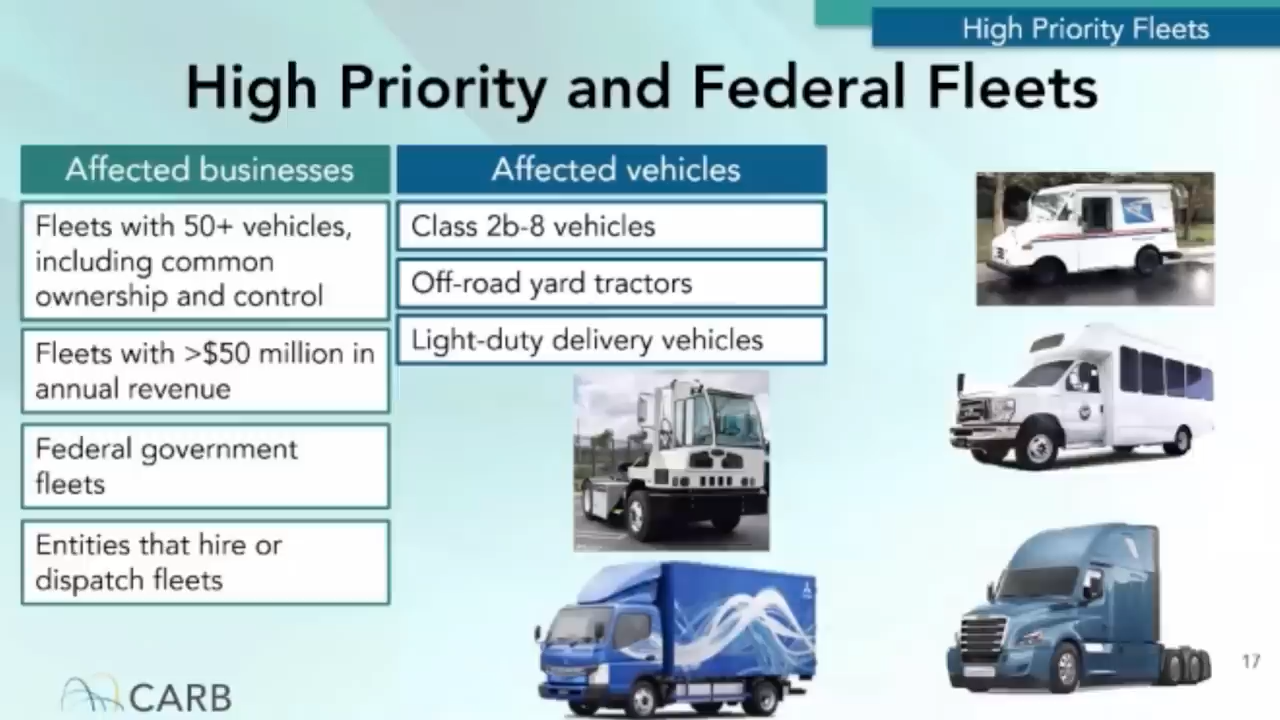 High Priority Fleets
High Priority and Federal Fleets
Affected businesses
Fleets with 50+ vehicles,
including common
ownership and control
Fleets with >$50 million in
annual revenue
Federal government
fleets
Entities that hire or
dispatch fleets
Affected vehicles
Class 2b-8 vehicles
Off-road yard tractors
Light-duty delivery vehicles
17
CARB